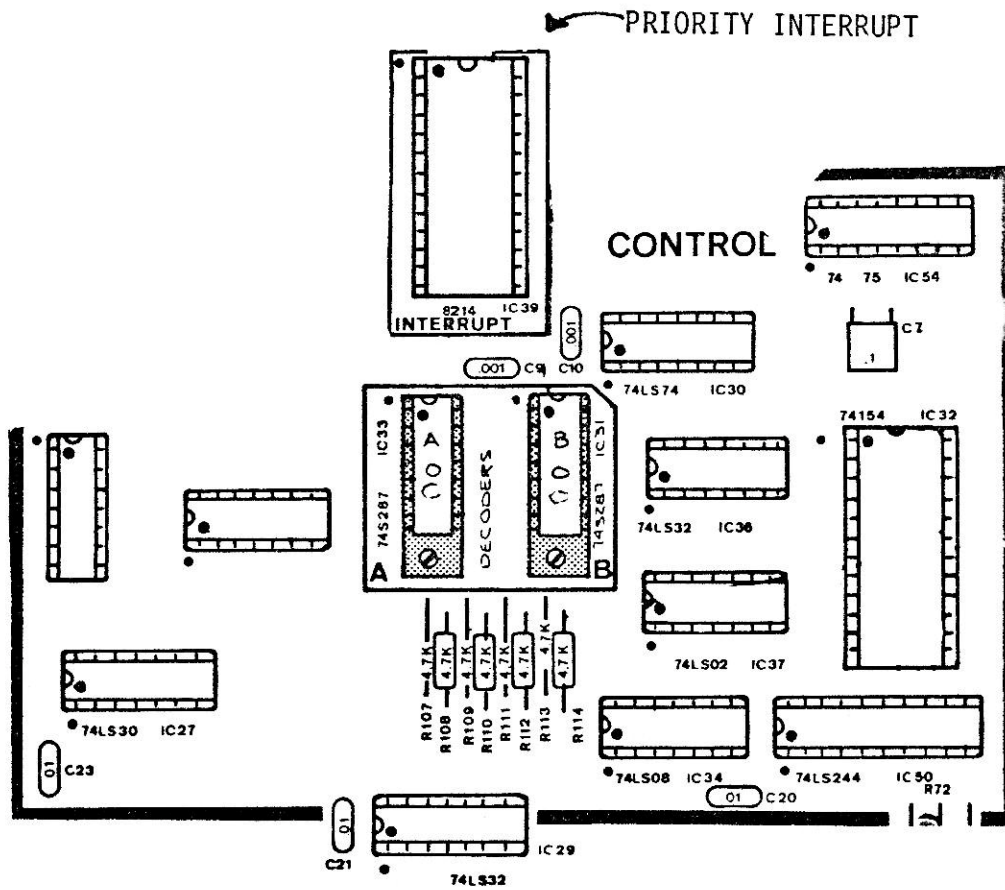 PRIORITY INTERRUPT
8214 IC39
INTERRUPT
CONTROL
74 75 IC54
.001 C9
.001 C10
74LS74 IC30
C7
.1
74154 IC32
IC33
74S287
A
DECODERS
B
IC31
74S287
A
B
74LS32 IC36
74LS02 IC37
4.7K
4.7K
4.7K
4.7K
4.7K
4.7K
4.7K
4.7K
R107
R108
R109
R110
R111
R112
R113
R114
74LS30 IC27
01 C23
74LS08 IC34
74LS244 IC50
01 C20
R72
01
C21
IC29
74LS32